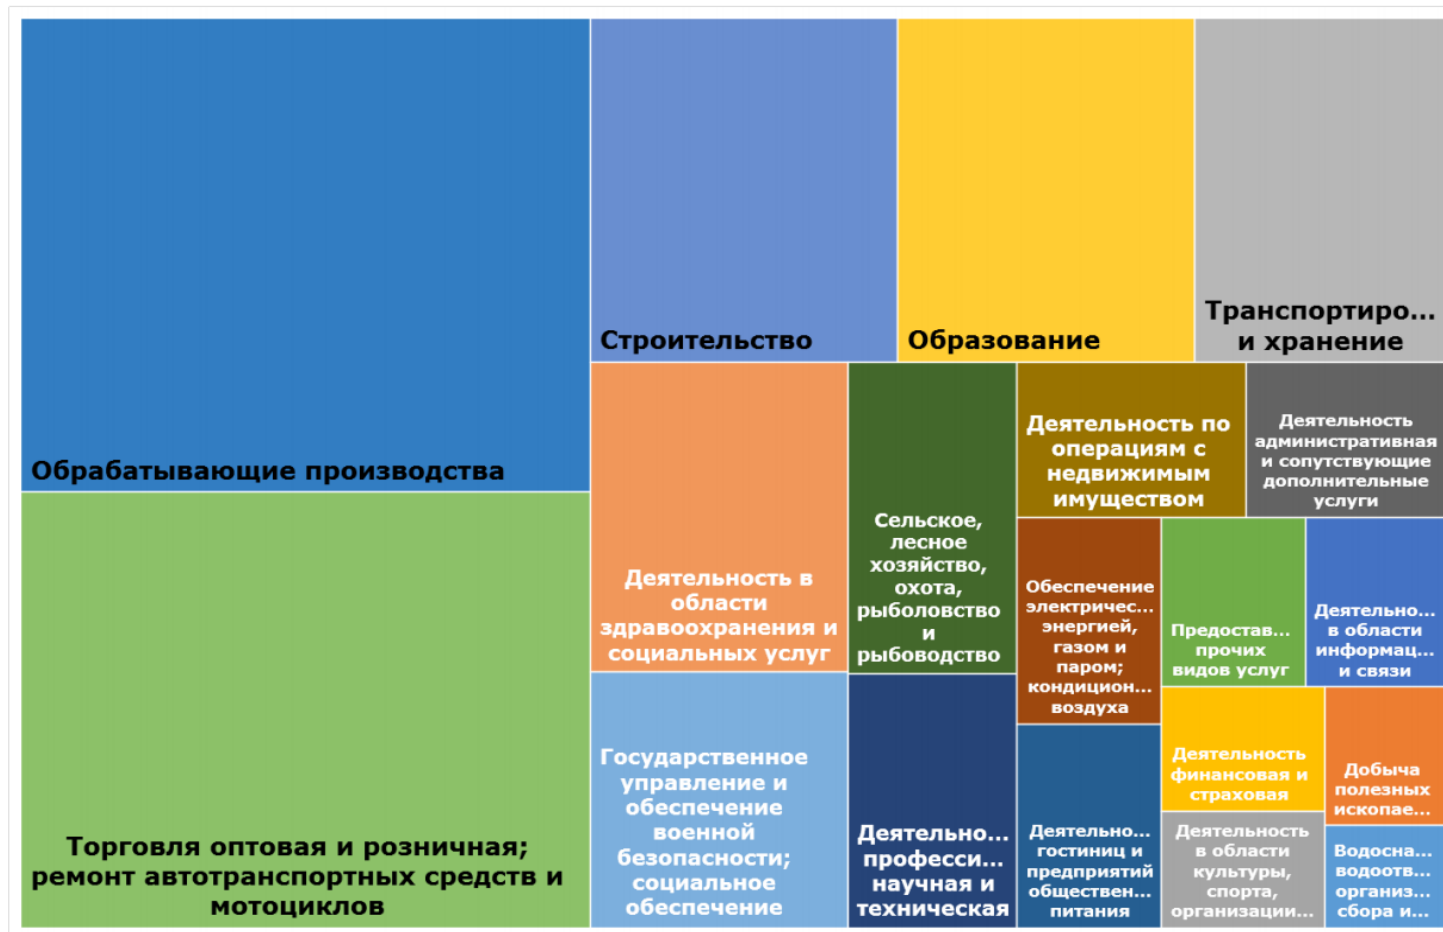 Обрабатывающие производства
Торговля оптовая и розничная;
ремонт автотранспортных средств и
мотоциклов
Строительство
Образование
Транспортиро...
и хранение
Деятельность в
области
здравоохранения и
социальных услуг
Государственное
управление и
обеспечение
военной
безопасности;
социальное
обеспечение
Сельское,
лесное
хозяйство,
охота,
рыболовство
и
рыбоводство
Деятельно...
професси...
научная и
техническая
Деятельность по
операциям с
недвижимым
имуществом
Деятельность
административная
и сопутствующие
дополнительные
услуги
Обеспечение
электричес...
энергией,
газом и
паром;
кондицион...
воздуха
Деятельно...
гостиниц и
предприятий
обществен...
питания
Предостав...
прочих
видов услуг
Деятельно...
в области
информац...
и связи
Деятельность
финансовая и
страховая
Добыча
полезных
ископае...
Деятельность
в области
культуры,
спорта,
организации...
Водосна...
водоотв...
организ...
сбора и...